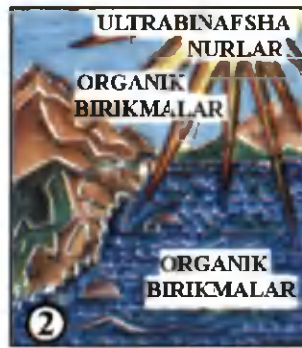 ULTRABINAFSHA
NURLAR
ORGANIK
BIRIKMALAR
ORGANIK
BIRIKMALAR
2